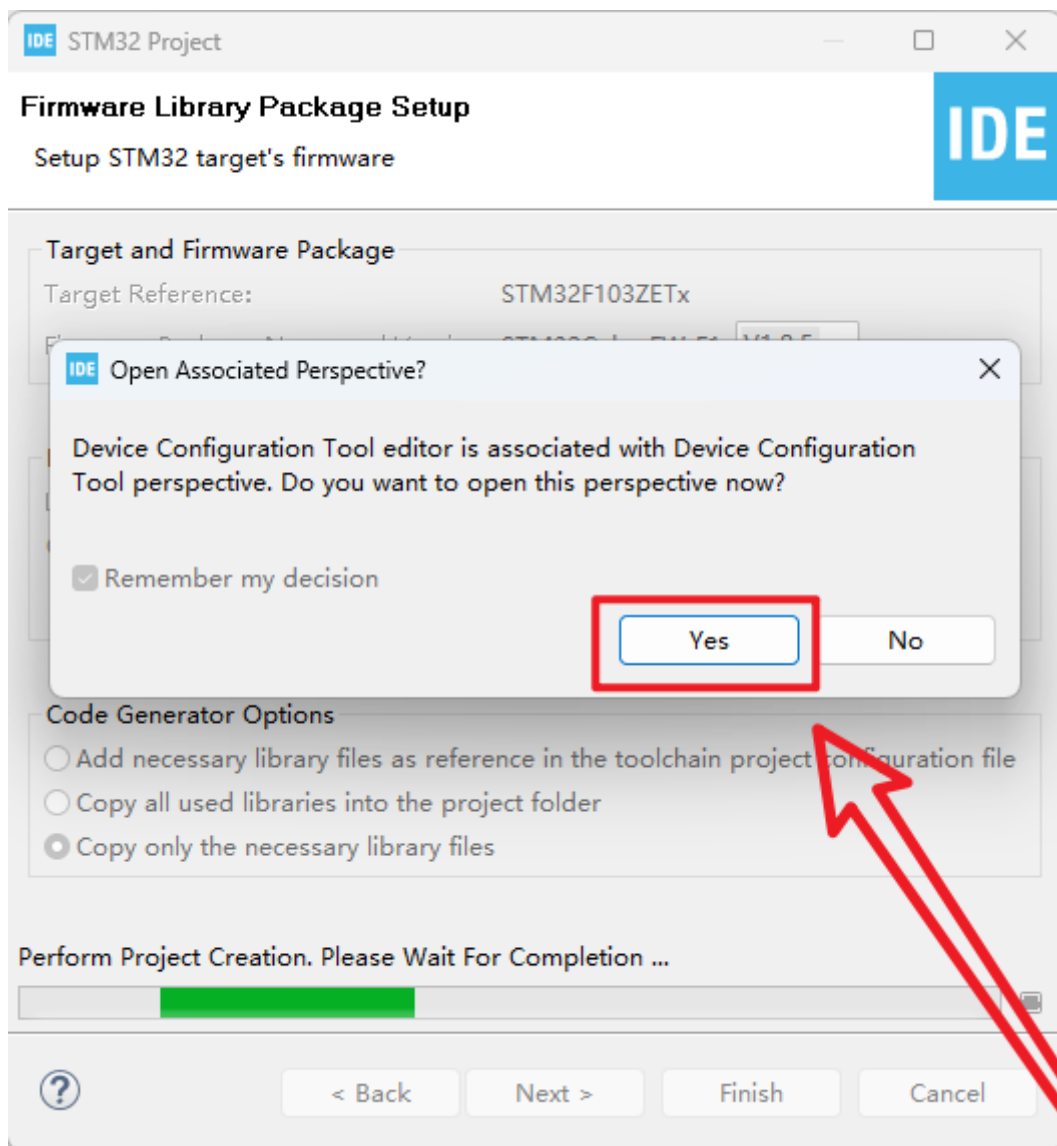 IDE STM32 Project
Firmware Library Package Setup
Setup STM32 target's firmware
IDE
Target and Firmware Package
Target Reference: STM32F103ZETx
IDE Open Associated Perspective?
Device Configuration Tool editor is associated with Device Configuration
Tool perspective. Do you want to open this perspective now?
Remember my decision
Yes No
Code Generator Options
Add necessary library files as reference in the toolchain project configuration file
Copy all used libraries into the project folder
Copy only the necessary library files
Perform Project Creation. Please Wait For Completion ...
? < Back Next > Finish Cancel